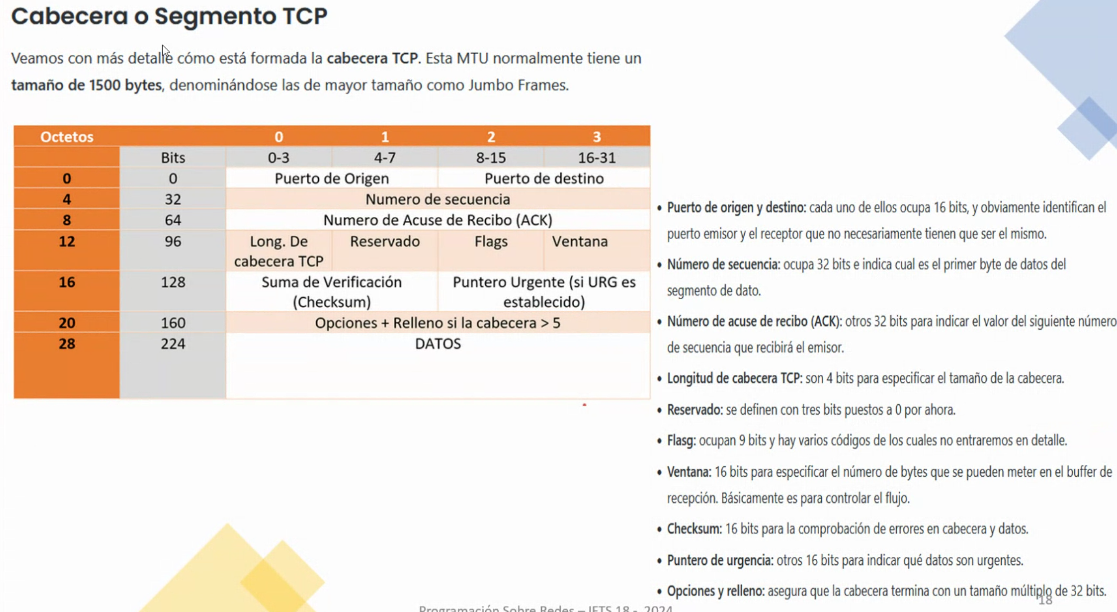 Cabecera o Segmento TCP
Veamos con más detalle cómo está formada la cabecera TCP. Esta MTU normalmente tiene un
tamaño de 1500 bytes, denominándose las de mayor tamaño como Jumbo Frames.
Octetos 0 1 2 3
Bits 0-3 4-7 8-15 16-31
0 0 Puerto de Origen Puerto de destino
4 32 Numero de secuencia
8 64 Numero de Acuse de Recibo (ACK)
12 96 Long. De cabecera TCP Reservado Flags Ventana
16 128 Suma de Verificación (Checksum) Puntero Urgente (si URG es establecido)
20 160 Opciones + Relleno si la cabecera > 5
28 224 DATOS
• Puerto de origen y destino: cada uno de ellos ocupa 16 bits, y obviamente identifican el
puerto emisor y el receptor que no necesariamente tienen que ser el mismo.
• Número de secuencia: ocupa 32 bits e indica cual es el primer byte de datos del
segmento de dato.
• Número de acuse de recibo (ACK): otros 32 bits para indicar el valor del siguiente número
de secuencia que recibirá el emisor.
• Longitud de cabecera TCP: son 4 bits para especificar el tamaño de la cabecera.
• Reservado: se definen con tres bits puestos a 0 por ahora.
• Flasg: ocupan 9 bits y hay varios códigos de los cuales no entraremos en detalle.
• Ventana: 16 bits para especificar el número de bytes que se pueden meter en el buffer de
recepción. Básicamente es para controlar el flujo.
• Checksum: 16 bits para la comprobación de errores en cabecera y datos.
• Puntero de urgencia: otros 16 bits para indicar qué datos son urgentes.
• Opciones y relleno: asegura que la cabecera termina con un tamaño múltiplo de 32 bits.
18
Programación Sobre Redes – IFTS 18 - 2024